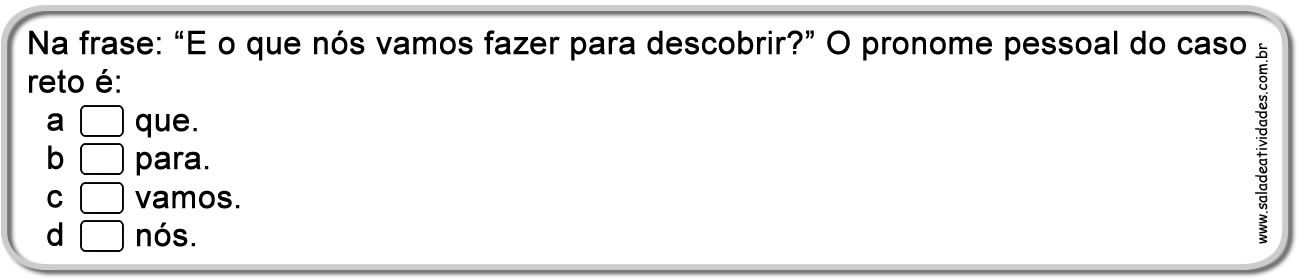 Na frase: “E o que nós vamos fazer para descobrir?” O pronome pessoal do caso
reto é:
a que.
b para.
c vamos.
d nós.
www.saladeatividades.com.br